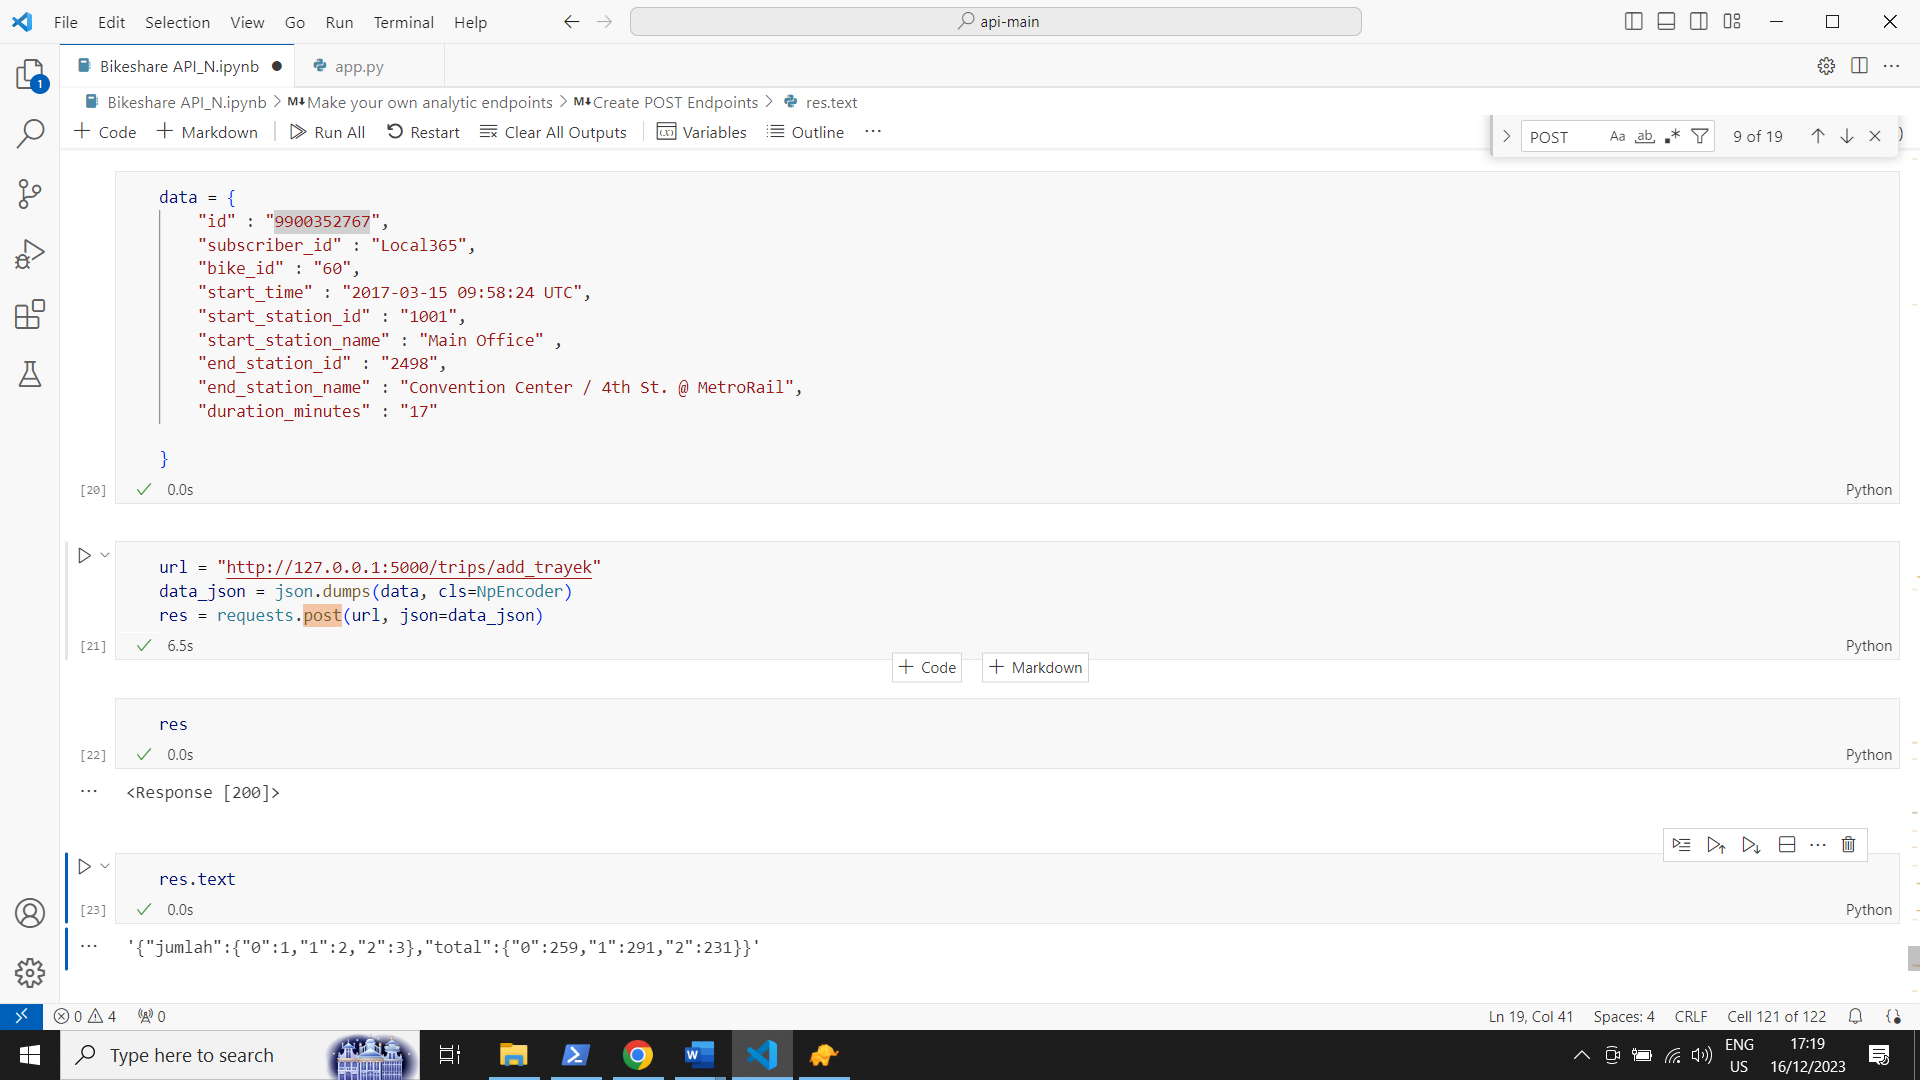 File Edit Selection View Go Run Terminal Help
api-main
1
Bikeshare API_N.ipynb
app.py
Bikeshare API_N.ipynb > M↓Make your own analytic endpoints > M↓Create POST Endpoints > res.text
+ Code + Markdown Run All Restart Clear All Outputs Variables Outline ...
POST Aa ab 9 of 19
data = {
"id" : "9900352767",
"subscriber_id" : "Local365",
"bike_id" : "60",
"start_time" : "2017-03-15 09:58:24 UTC",
"start_station_id" : "1001",
"start_station_name" : "Main Office" ,
"end_station_id" : "2498",
"end_station_name" : "Convention Center / 4th St. @ MetroRail",
"duration_minutes" : "17"
}
[20] 0.0s Python
url = "http://127.0.0.1:5000/trips/add_trayek"
data_json = json.dumps(data, cls=NpEncoder)
res = requests.post(url, json=data_json)
[21] 6.5s Python
+ Code + Markdown
res
[22] 0.0s Python
... <Response [200]>
res.text
[23] 0.0s Python
... '{"jumlah":{"0":1,"1":2,"2":3},"total":{"0":259,"1":291,"2":231}}'
0 4 0 Ln 19, Col 41 Spaces: 4 CRLF Cell 121 of 122
Type here to search
ENG
US
17:19
16/12/2023